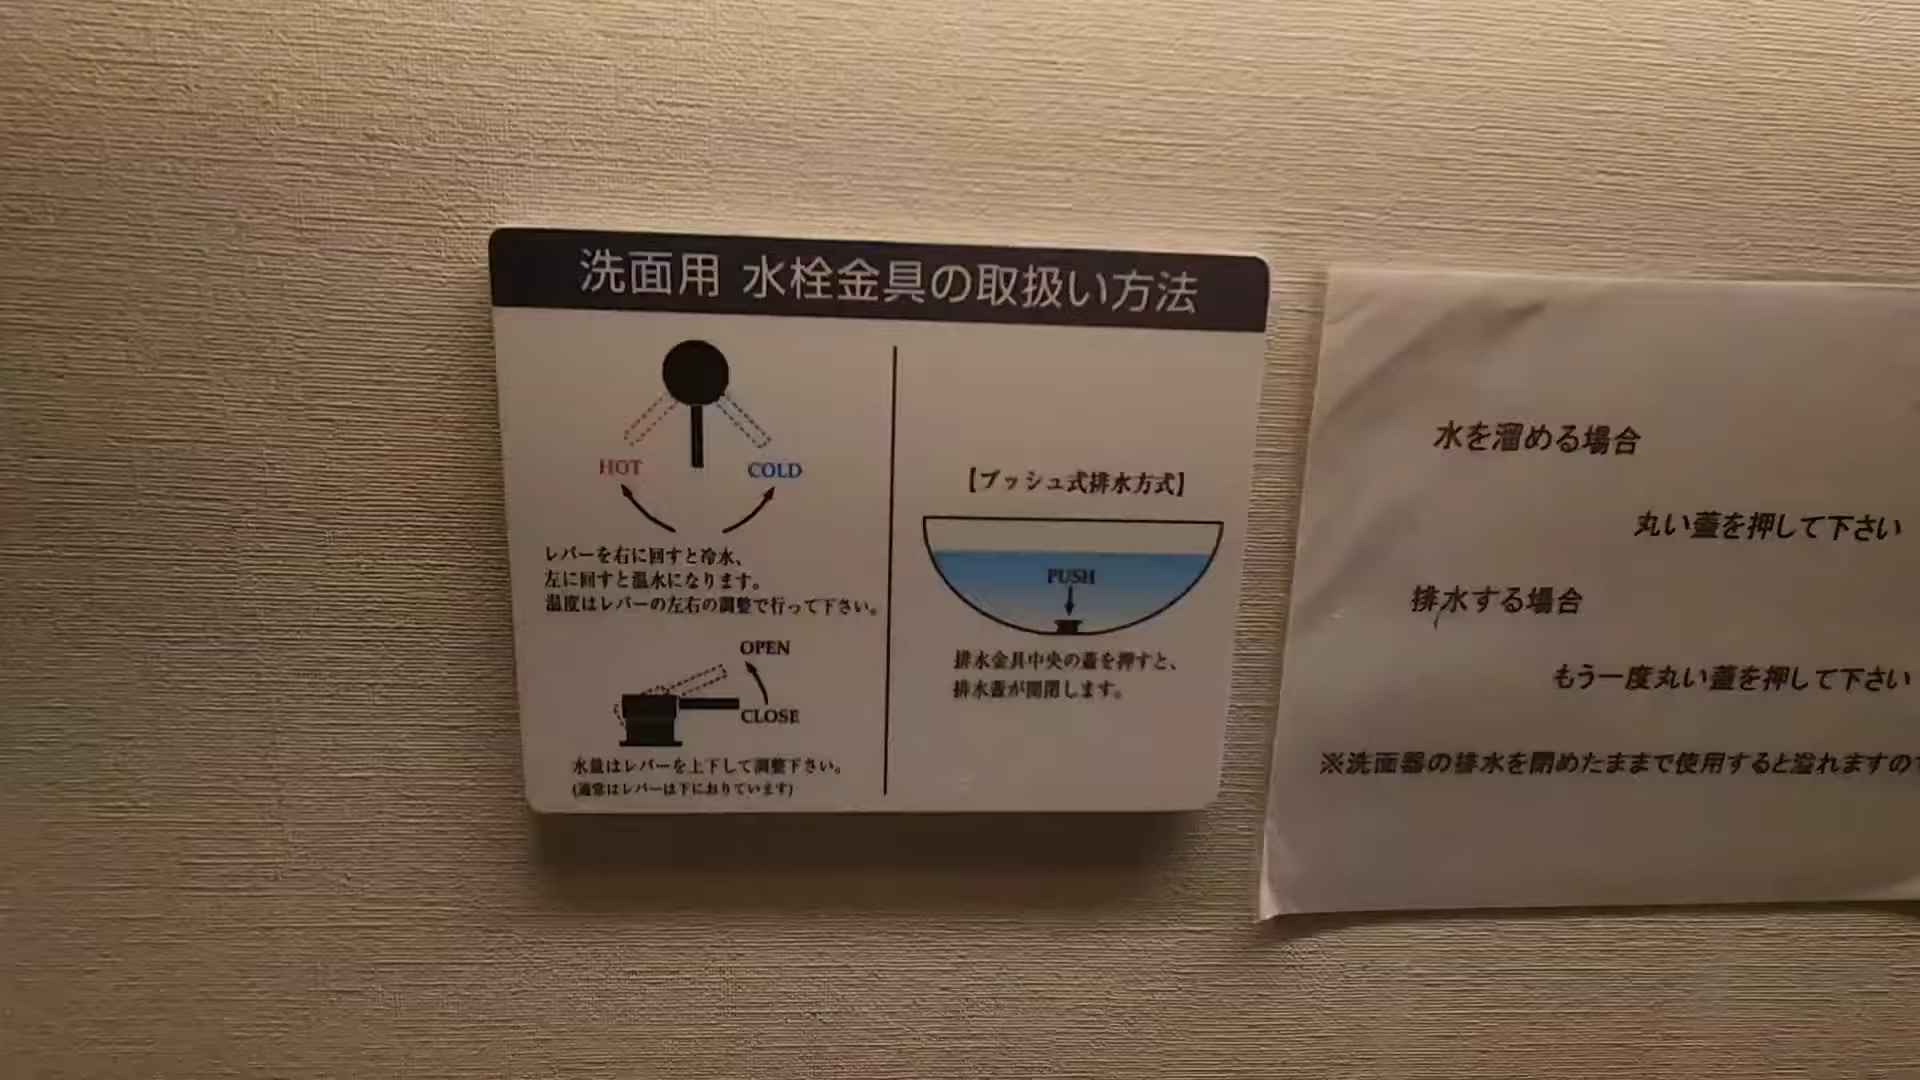 洗面用 水栓金具の取扱い方法
HOT
COLD
レバーを右に回すと冷水、
左に回すと温水になります。
温度はレバーの左右の調整で行って下さい。
OPEN
CLOSE
水量はレバーを上下して調整下さい。
(通常はレバーは下におりています)
【プッシュ式排水方式】
PUSH
排水金具中央の蓋を押すと、
排水蓋が開閉します。
水を溜める場合
丸い蓋を押して下さい
排水する場合
もう一度丸い蓋を押して下さい
※洗面器の排水を閉めたままで使用すると溢れますので